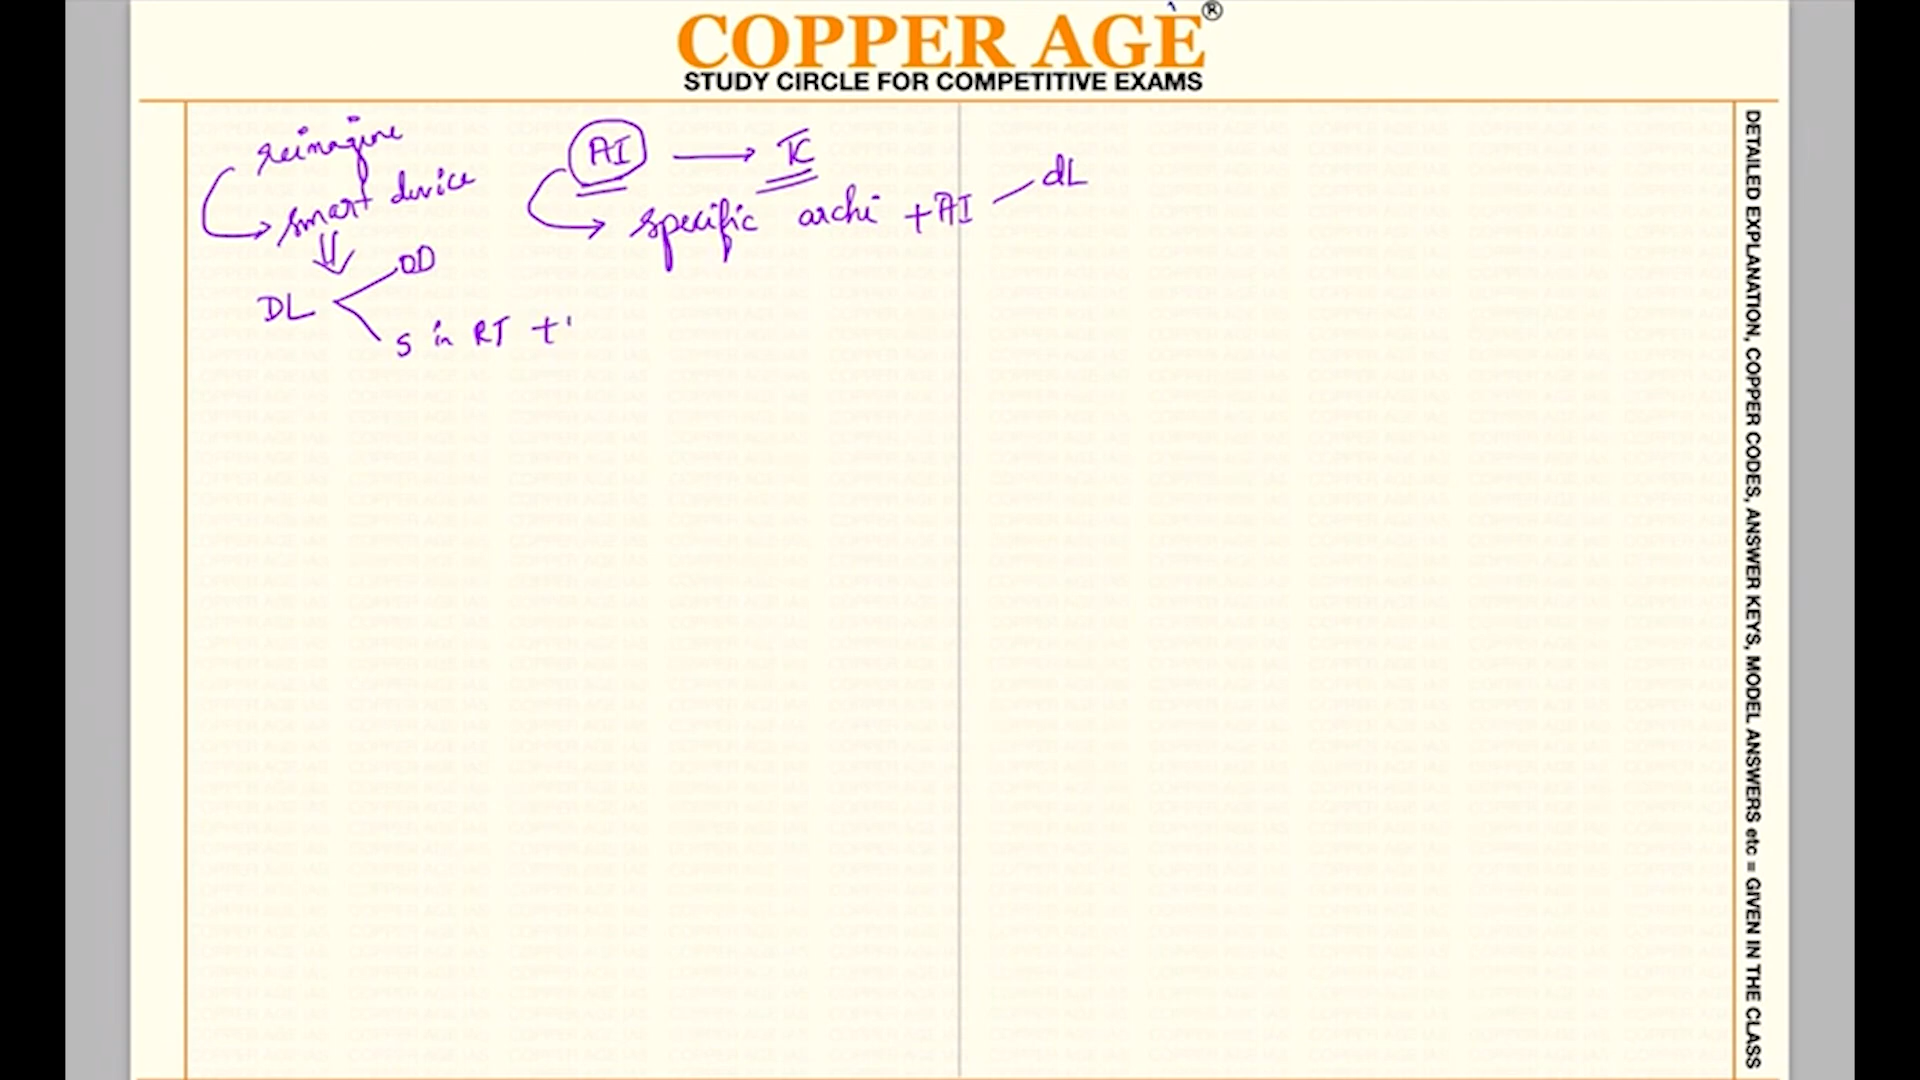 COPPER AGE®
STUDY CIRCLE FOR COMPETITIVE EXAMS
reimagine
smart device
DL
OD
S in RT +
AI → IC
specific archi + AI
dL
DETAILED EXPLANATION, COPPER CODES, ANSWER KEYS, MODEL ANSWERS etc = GIVEN IN THE CLASS